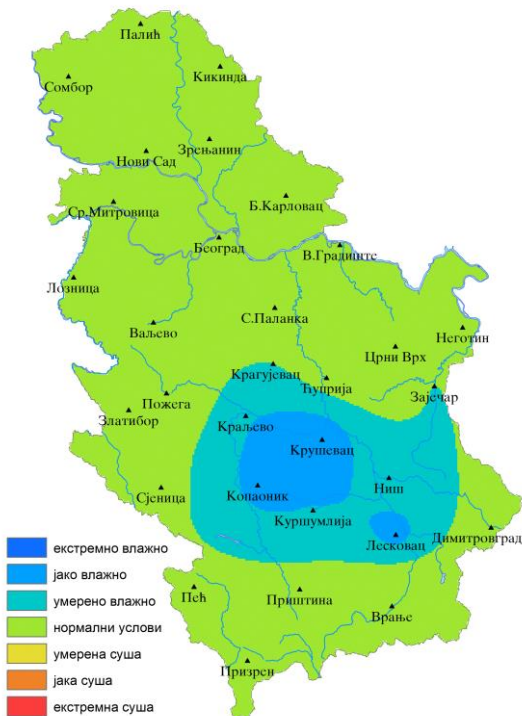 Палић
Кикинда
Сомбор
Зрењанин
Нови Сад
Б.Карловац
Ср.Митровица
Београд
В.Градиште
Лозница
С.Паланка
Ваљево
Неготин
Црни Врх
Крагујевац
Ћуприја
Зајечар
Пожега
Златибор
Краљево
Крушевац
Ниш
Копаоник
Сјеница
Куршумлија
Димитровград
Лесковац
екстремно влажно
јако влажно
умерено влажно
Пећ
Приштина
Врање
нормални услови
умерена суша
Призрен
јака суша
екстремна суша